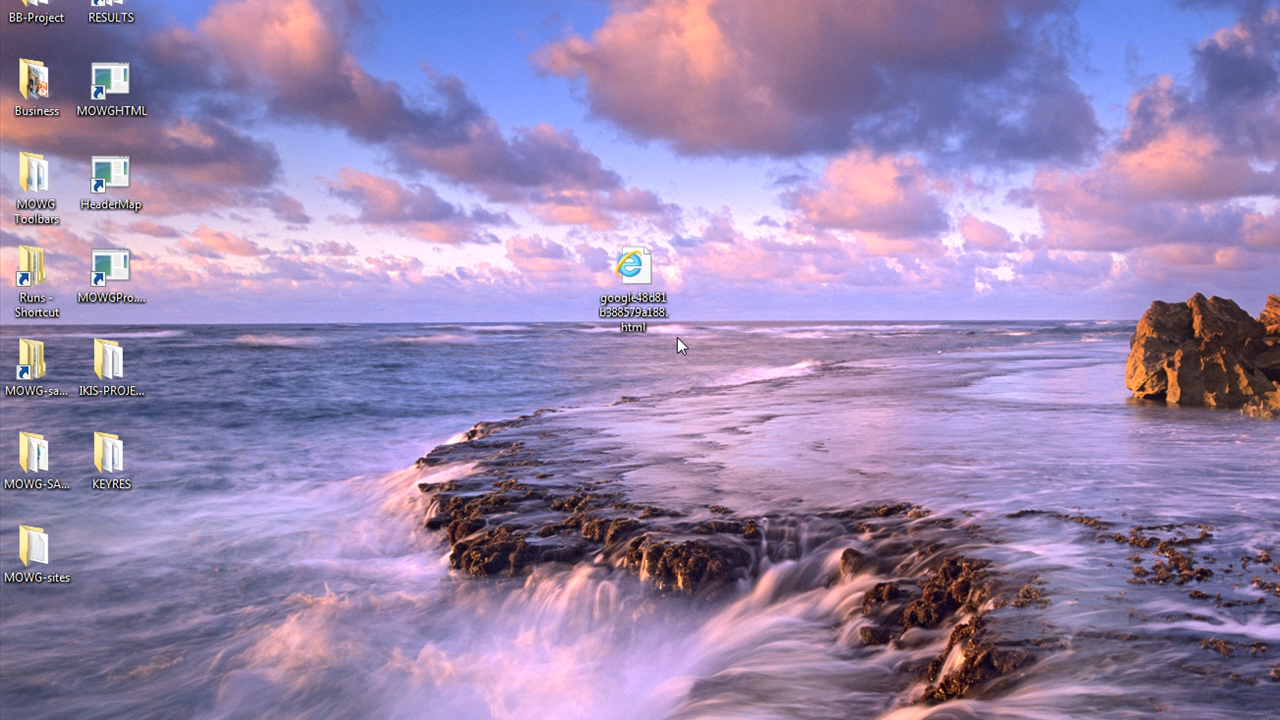 BB-Project
RESULTS
Business
MOWGHTML
MOWG
Toolbars
HeaderMap
Runs -
Shortcut
MOWGPro....
google48d81
b388579a188.
html
MOWG-sa...
IKIS-PROJE...
MOWG-SA...
KEYRES
MOWG-sites